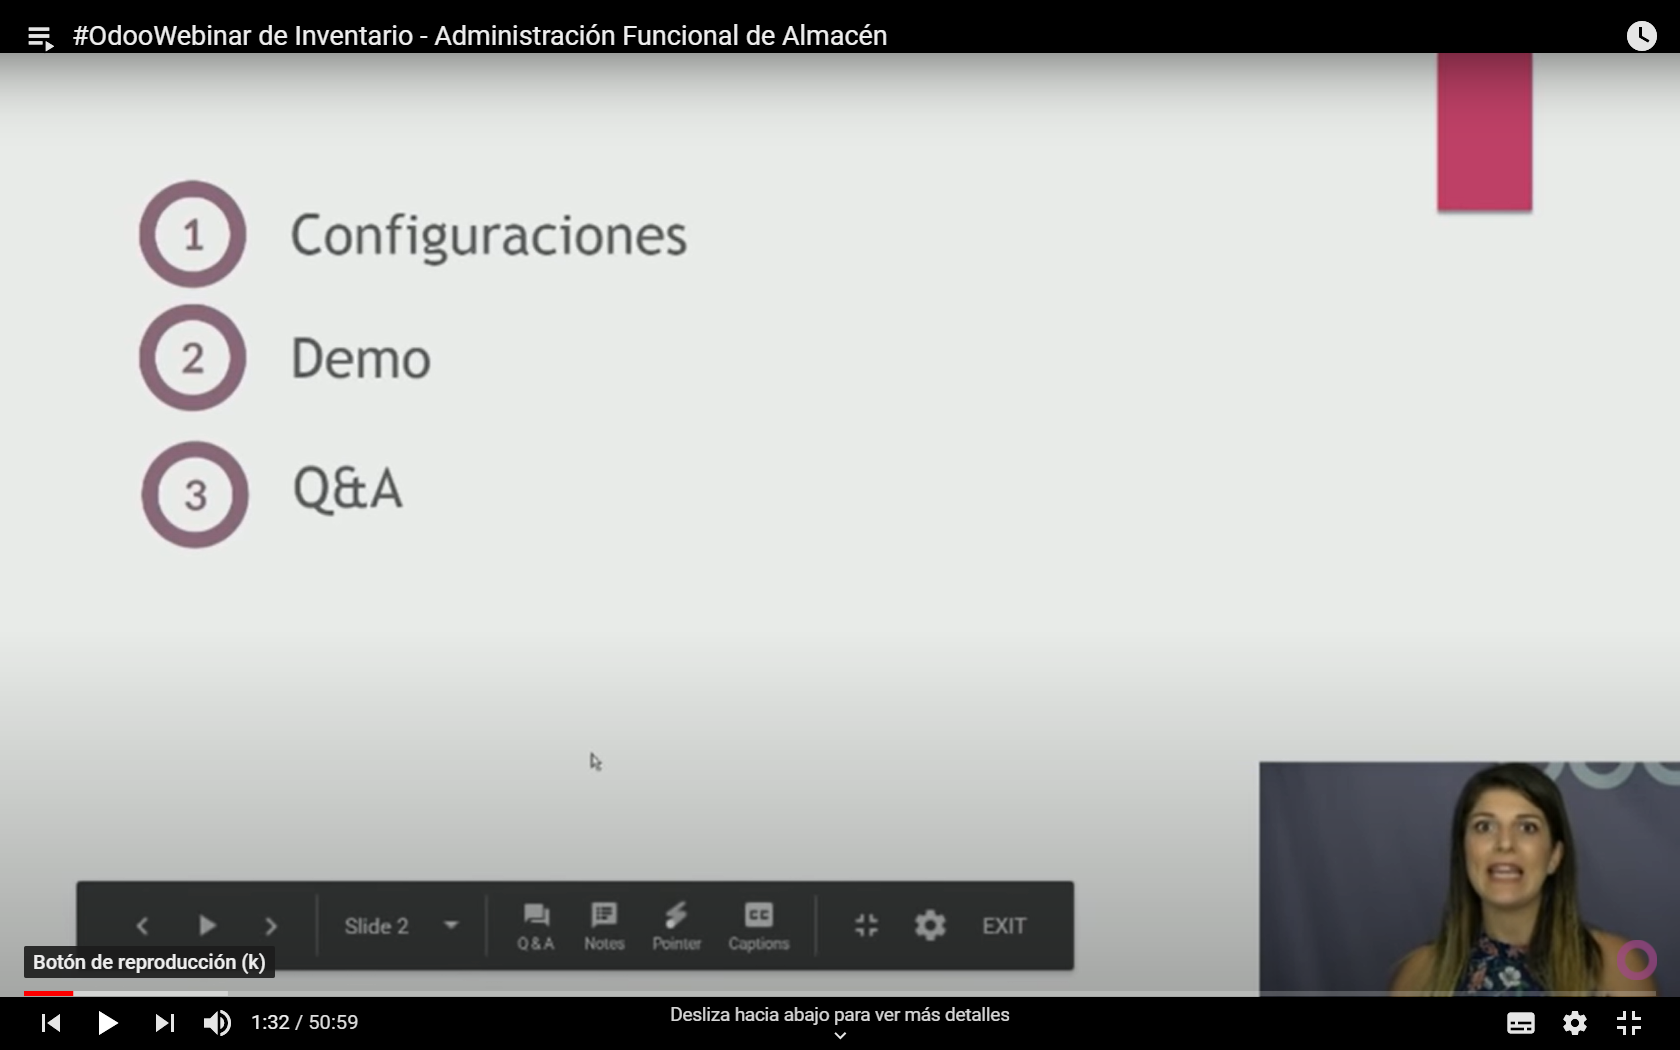 #OdooWebinar de Inventario - Administración Funcional de Almacén
1 Configuraciones
2 Demo
3 Q&A
Slide 2
Q&A Notes Pointer Captions
CC
EXIT
Botón de reproducción (k)
1:32 / 50:59
Desliza hacia abajo para ver más detalles